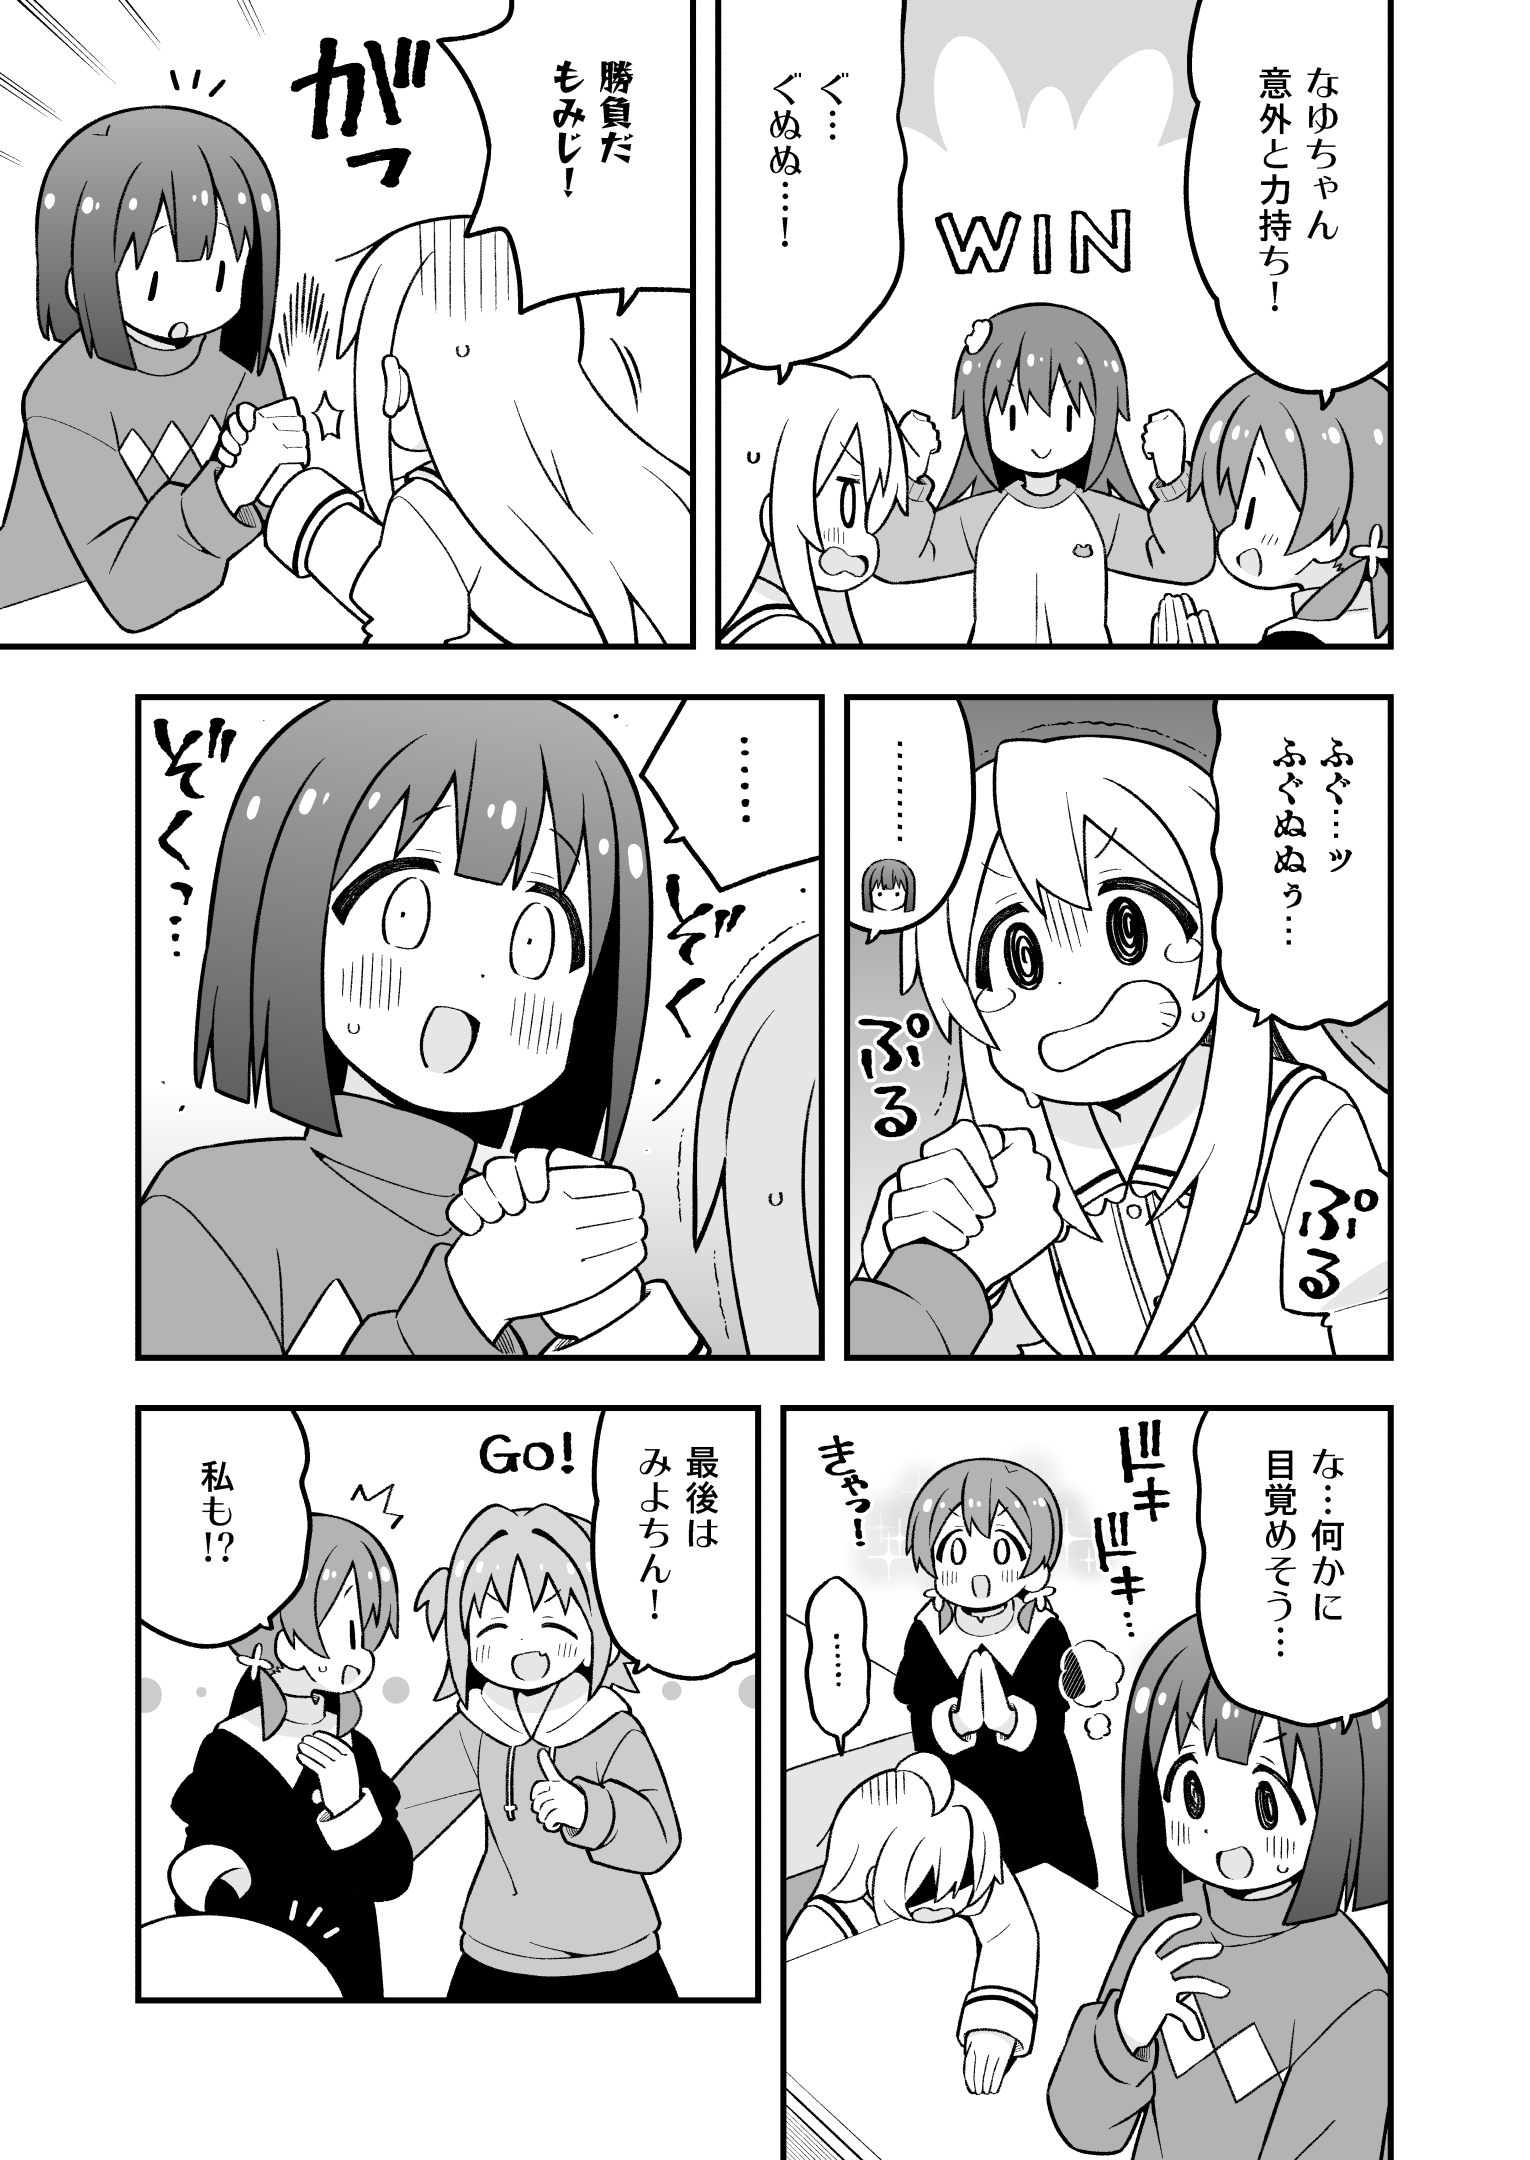 なゆちゃん
意外と力持ち！
WIN
ぐ…
ぐぬぬ…！
勝負だ
もみじ！
がっ
ふぐ…ッ
ふぐぬぬぅ…
………
ぷる
ぷる
……
ぞく
ぞくっ…
な…何かに
目覚めそう…
ドキ
ドキ…
きゃっ！
……
最後は
みよちん！
Go!
私も!?